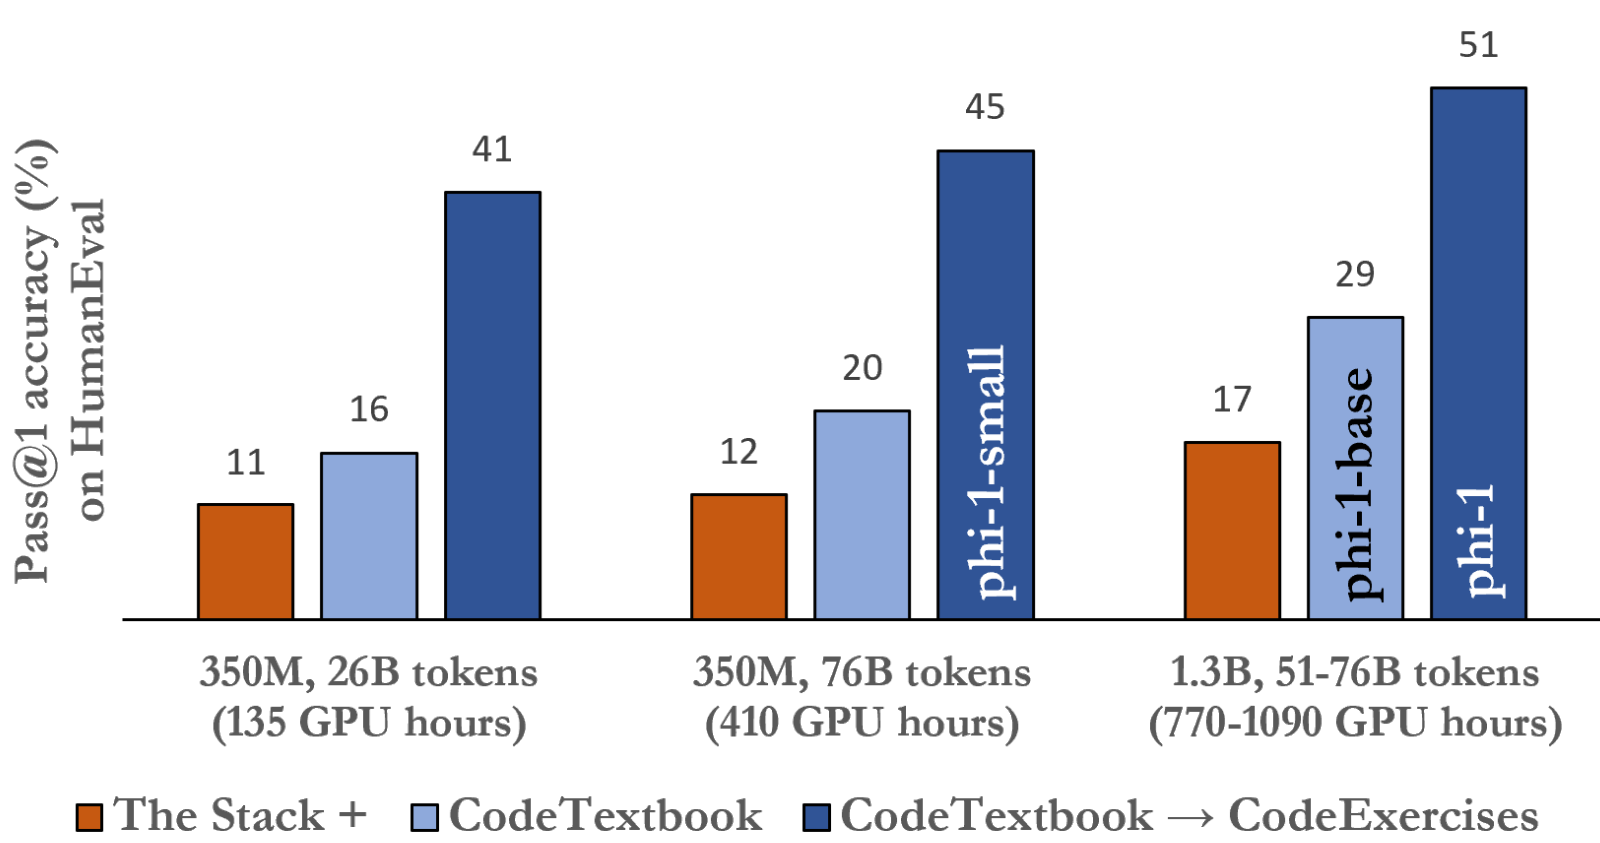 Pass@1 accuracy (%)
on HumanEval
11
16
41
12
20
45
phi-1-small
17
29
phi-1-base
51
phi-1
350M, 26B tokens
(135 GPU hours)
350M, 76B tokens
(410 GPU hours)
1.3B, 51-76B tokens
(770-1090 GPU hours)
The Stack +
CodeTextbook
CodeTextbook → CodeExercises